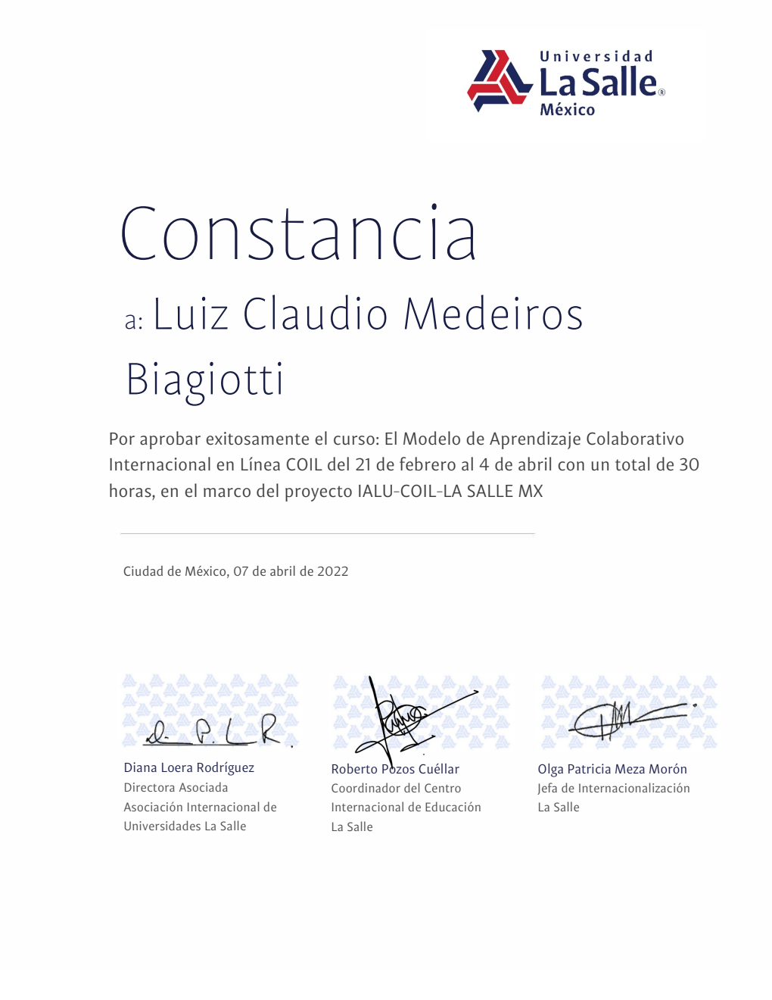 Universidad
La Salle®
México
Constancia
a: Luiz Claudio Medeiros
Biagiotti
Por aprobar exitosamente el curso: El Modelo de Aprendizaje Colaborativo
Internacional en Línea COIL del 21 de febrero al 4 de abril con un total de 30
horas, en el marco del proyecto IALU-COIL-LA SALLE MX
Ciudad de México, 07 de abril de 2022
D. P. L R.
Diana Loera Rodríguez
Directora Asociada
Asociación Internacional de
Universidades La Salle
Roberto Pozos Cuéllar
Coordinador del Centro
Internacional de Educación
La Salle
Olga Patricia Meza Morón
Jefa de Internacionalización
La Salle